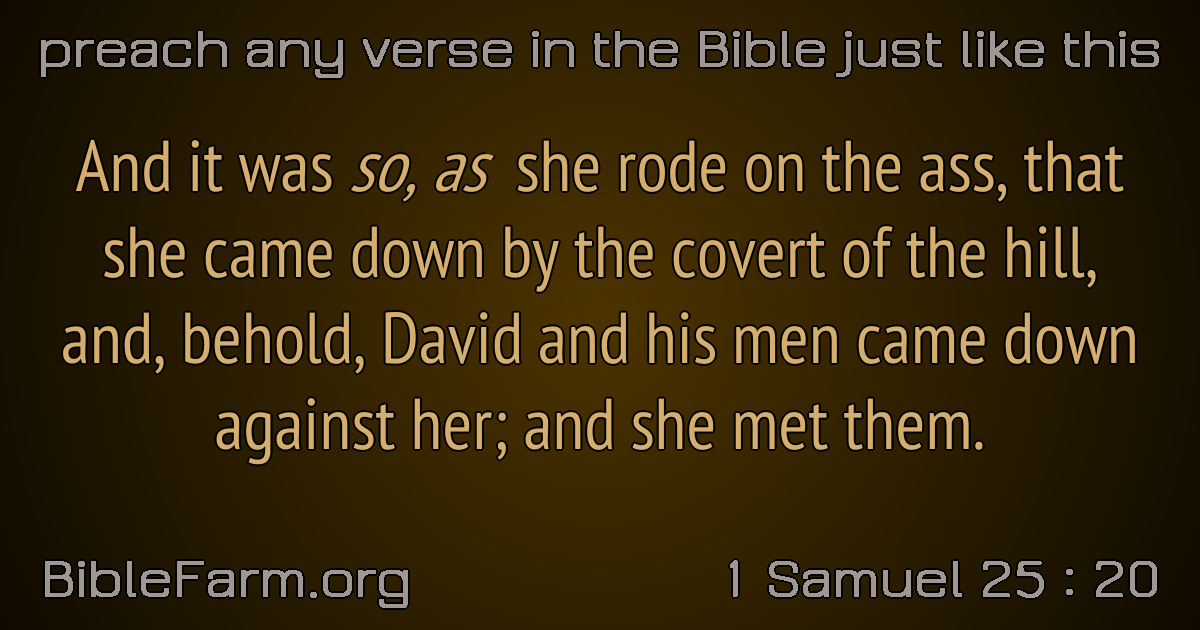 preach any verse in the Bible just like this
And it was so, as she rode on the ass, that
she came down by the covert of the hill,
and, behold, David and his men came down
against her; and she met them.
BibleFarm.org
1 Samuel 25 : 20